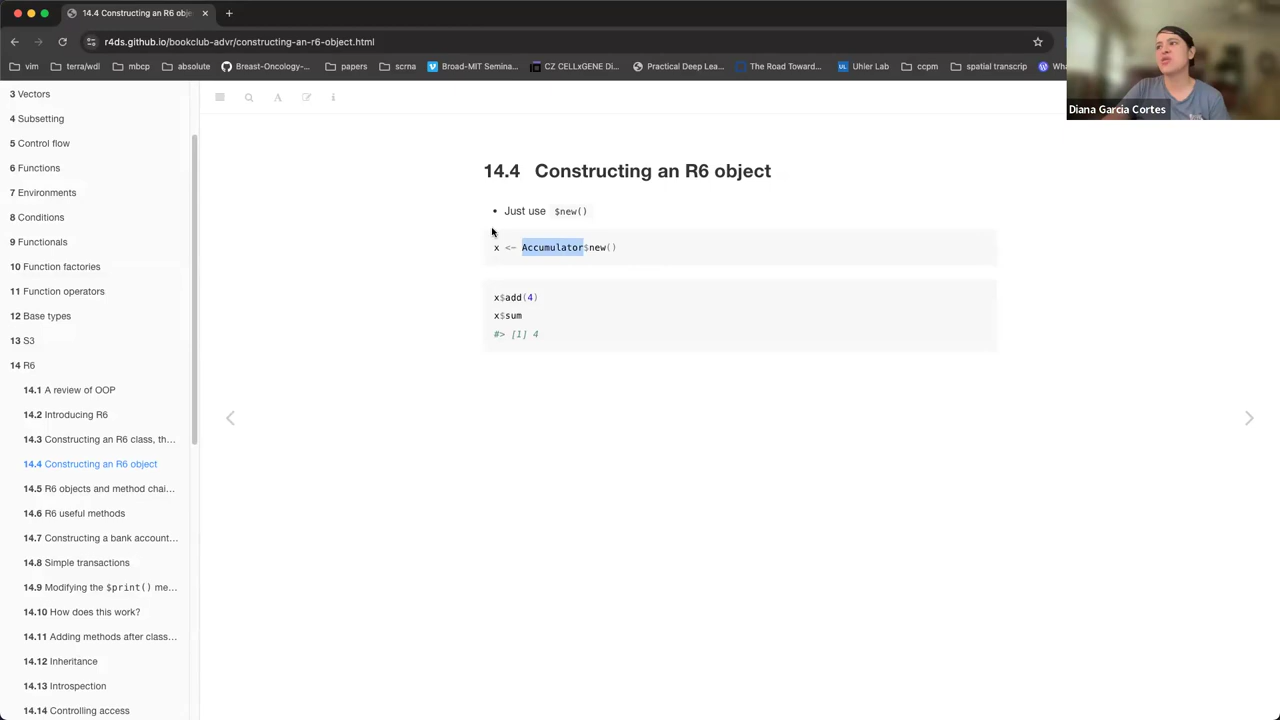 14.4 Constructing an R6 obje
r4ds.github.io/bookclub-advr/constructing-an-r6-object.html
vim
terra/wdl
mbcp
absolute
Breast-Oncology-...
papers
scrna
Broad-MIT Semina...
CZ CELLxGENE Di...
Practical Deep Lea...
The Road Toward...
Uhler Lab
ccpm
spatial transcrip
Wha
Diana Garcia Cortes
3 Vectors
4 Subsetting
5 Control flow
6 Functions
7 Environments
8 Conditions
9 Functionals
10 Function factories
11 Function operators
12 Base types
13 S3
14 R6
14.1 A review of OOP
14.2 Introducing R6
14.3 Constructing an R6 class, th...
14.4 Constructing an R6 object
14.5 R6 objects and method chai...
14.6 R6 useful methods
14.7 Constructing a bank account...
14.8 Simple transactions
14.9 Modifying the $print() me...
14.10 How does this work?
14.11 Adding methods after class...
14.12 Inheritance
14.13 Introspection
14.14 Controlling access
14.4 Constructing an R6 object
• Just use $new()
x <- Accumulator$new()
x$add(4)
x$sum
#> [1] 4